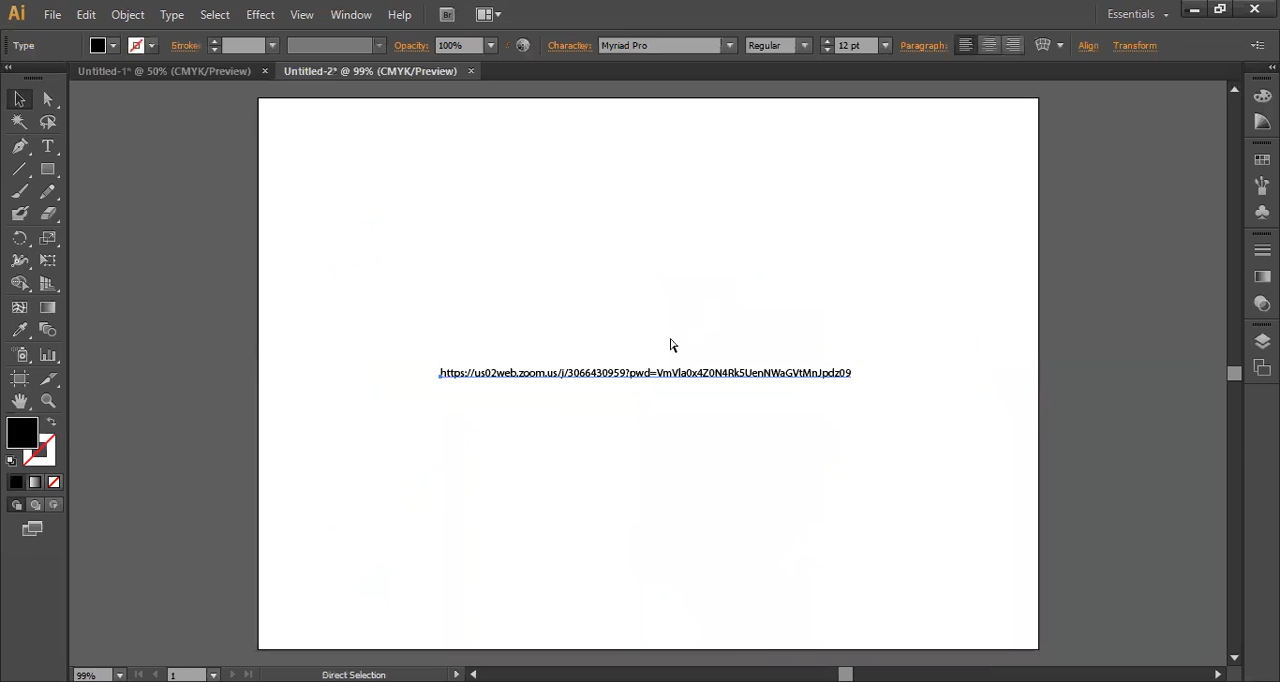 Ai File Edit Object Type Select Effect View Window Help Br Essentials
Type Stroke: Opacity: 100% Character: Myriad Pro Regular 12 pt Paragraph: Align Transform
Untitled-1* @ 50% (CMYK/Preview) × Untitled-2* @ 99% (CMYK/Preview) ×
https://us02web.zoom.us/j/3066430959?pwd=VmVla0x4Z0N4Rk5UenNWaGVtMnJpdz09
99% 1 Direct Selection